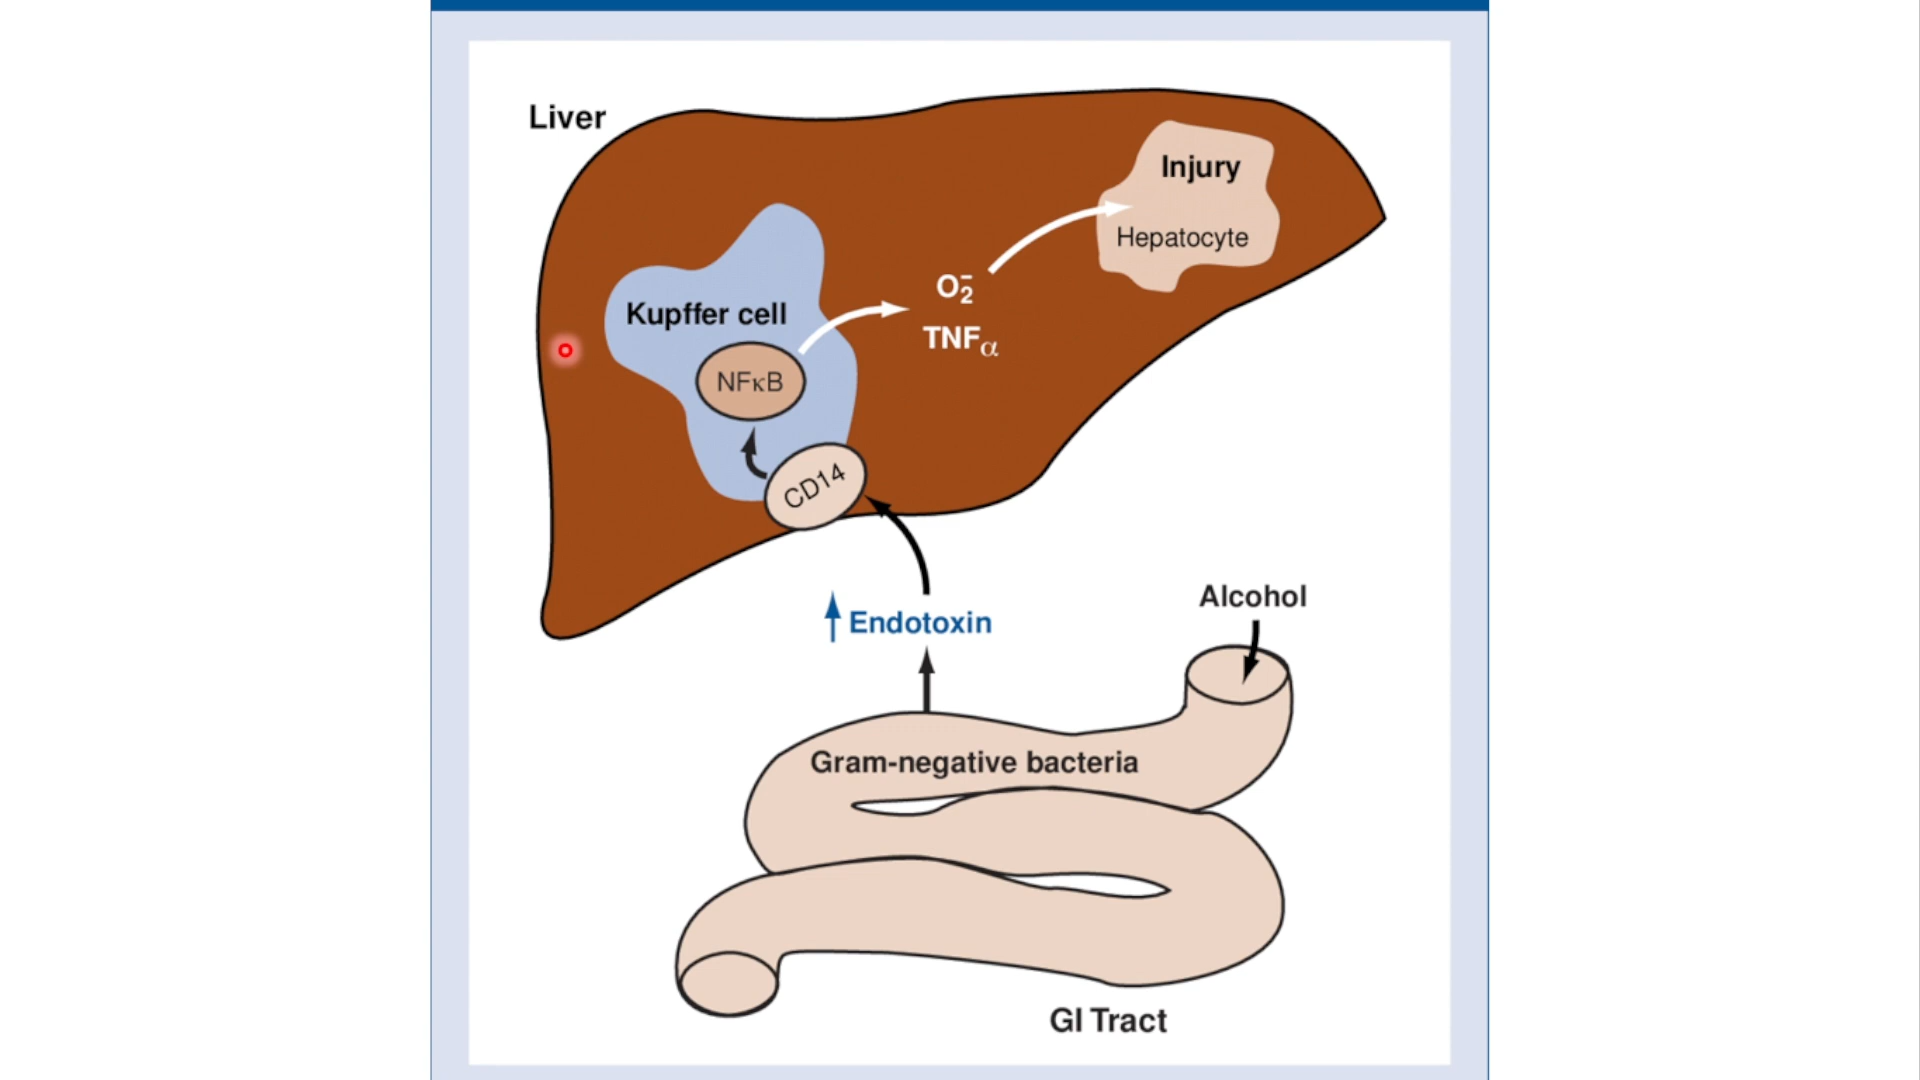 Liver
Injury
Hepatocyte
Kupffer cell
O₂⁻
TNFα
NFκB
CD14
Endotoxin
Alcohol
Gram-negative bacteria
GI Tract